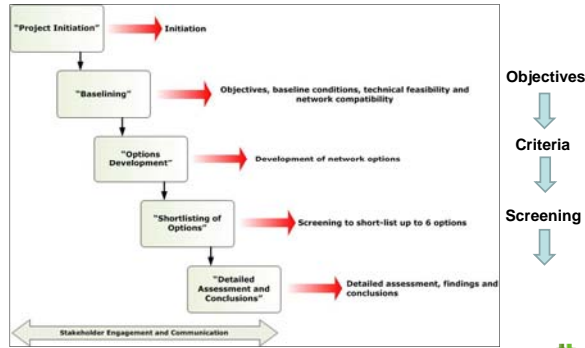 "Project Initiation"
Initiation
"Baselining"
Objectives, baseline conditions, technical feasibility and
network compatibility
"Options
Development"
Development of network options
"Shortlisting of
Options"
Screening to short-list up to 6 options
"Detailed
Assessment and
Conclusions"
Detailed assessment, findings and
conclusions
Stakeholder Engagement and Communication
Objectives
Criteria
Screening